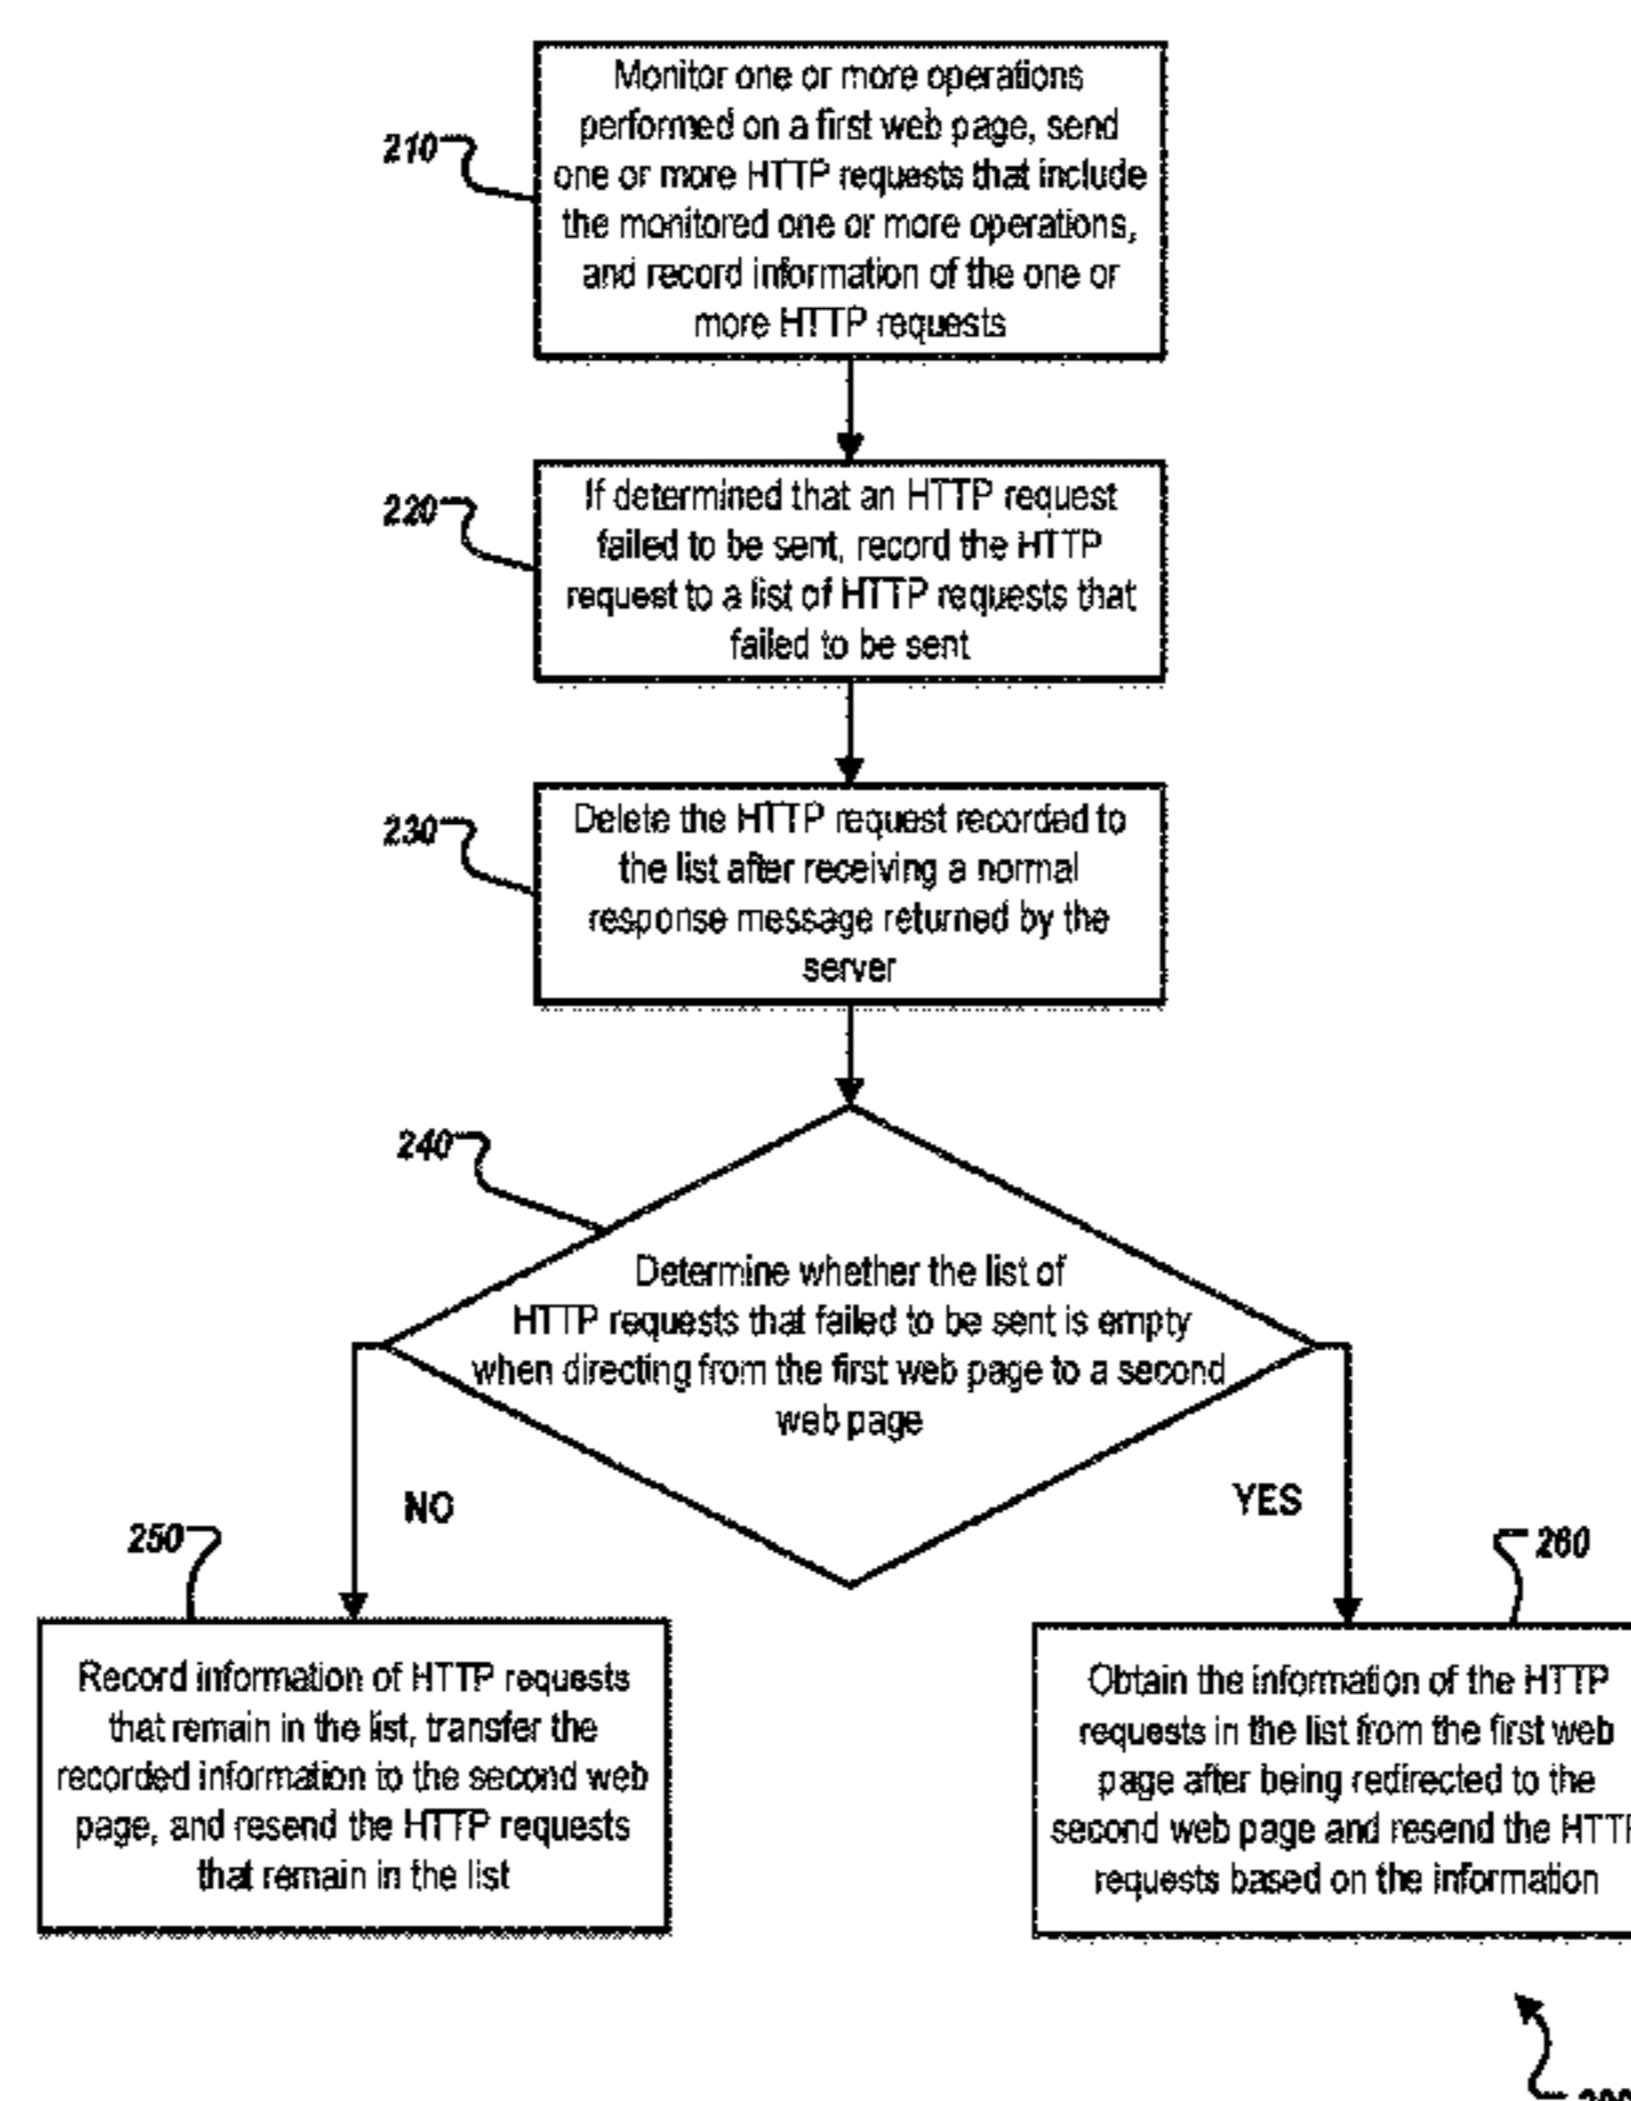 Monitor one or more operations
performed on a first web page, send
one or more HTTP requests that include
the monitored one or more operations,
and record information of the one or
more HTTP requests
210
If determined that an HTTP request
failed to be sent, record the HTTP
request to a list of HTTP requests that
failed to be sent
220
Delete the HTTP request recorded to
the list after receiving a normal
response message returned by the
server
230
240
Determine whether the list of
HTTP requests that failed to be sent is empty
when directing from the first web page to a second
web page
NO
YES
250
260
Record information of HTTP requests
that remain in the list, transfer the
recorded information to the second web
page, and resend the HTTP requests
that remain in the list
Obtain the information of the HTTP
requests in the list from the first web
page after being redirected to the
second web page and resend the HTTP
requests based on the information